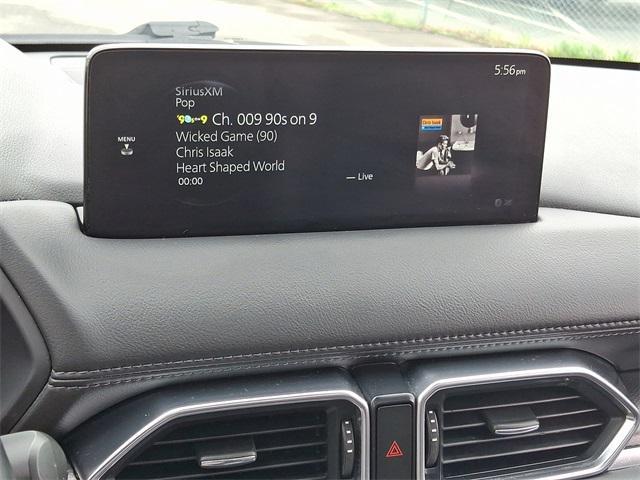 5:56pm
SiriusXM
Pop
'90s on 9 Ch. 009 90s on 9
Wicked Game (90)
MENU
Chris Isaak
Heart Shaped World
00:00
— Live
Chris Isaak